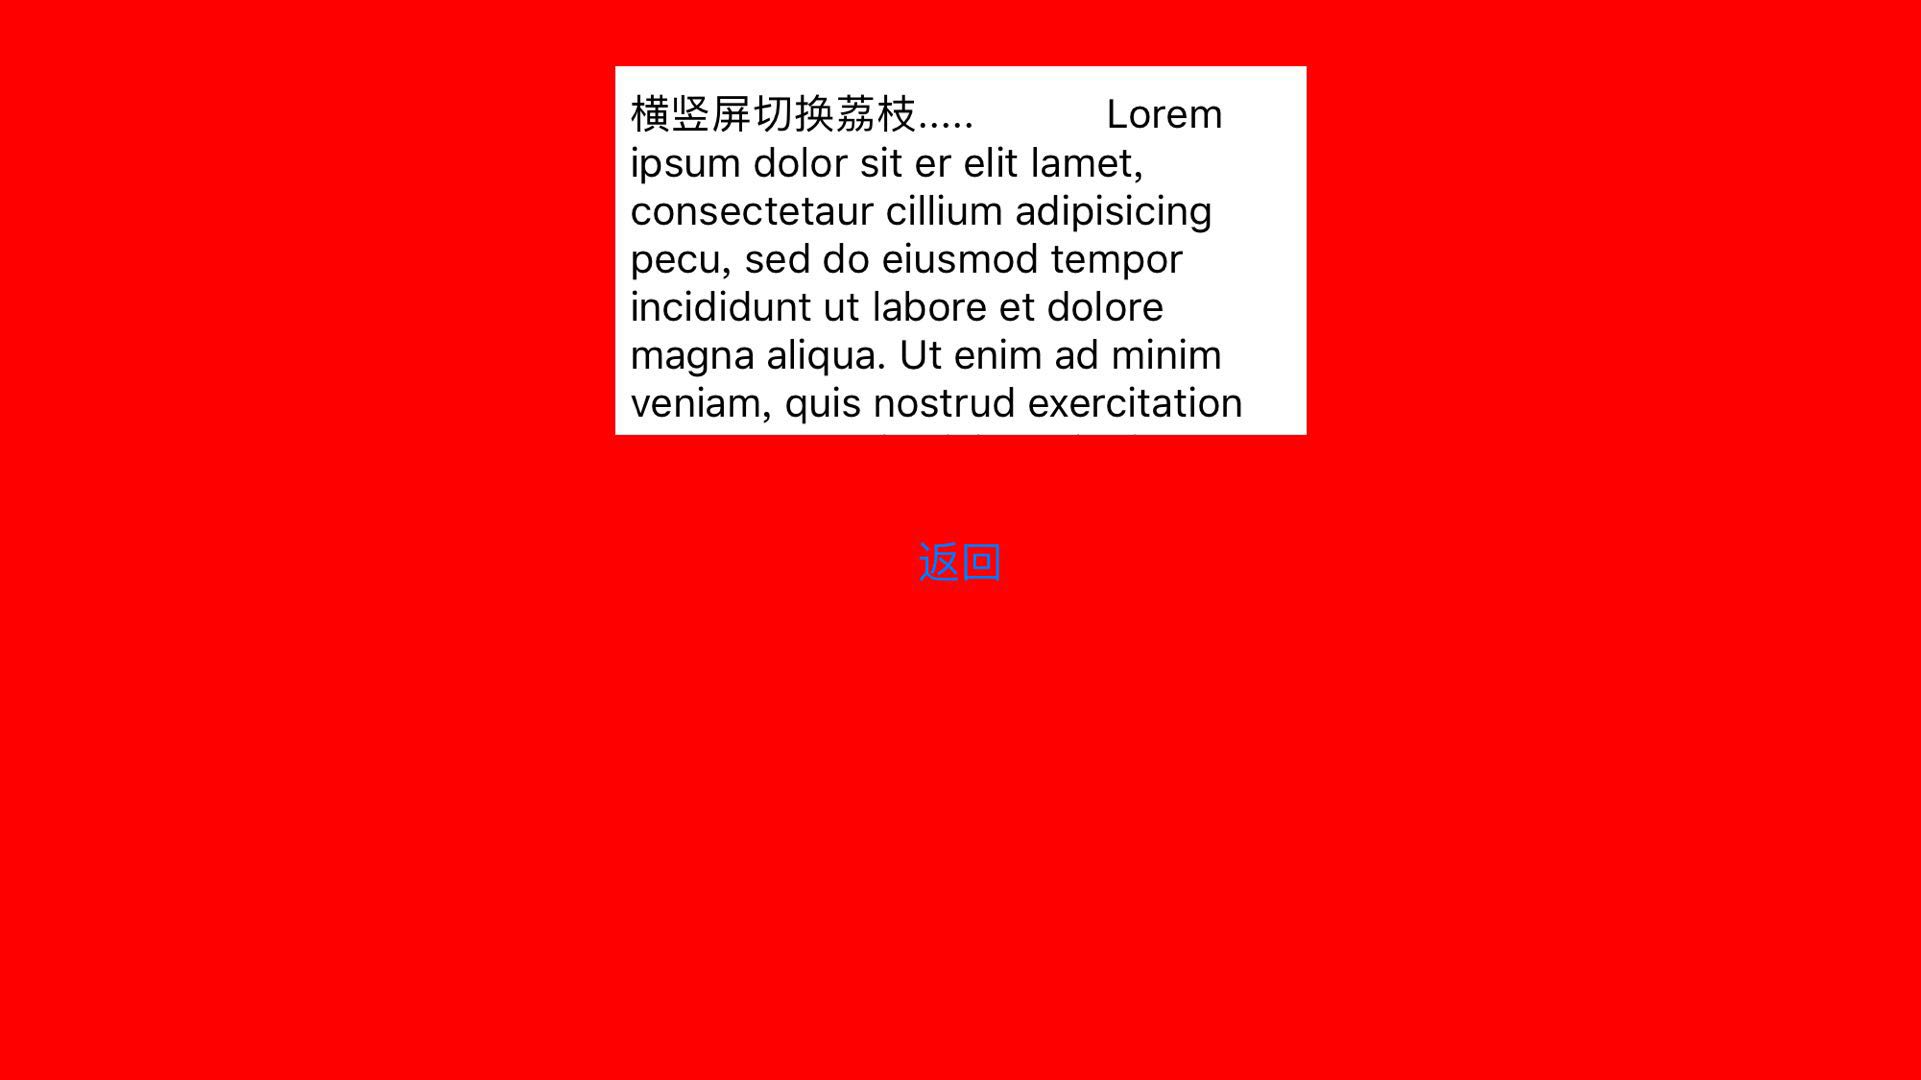 横竖屏切换荔枝..... Lorem
ipsum dolor sit er elit lamet,
consectetaur cillium adipisicing
pecu, sed do eiusmod tempor
incididunt ut labore et dolore
magna aliqua. Ut enim ad minim
veniam, quis nostrud exercitation
返回